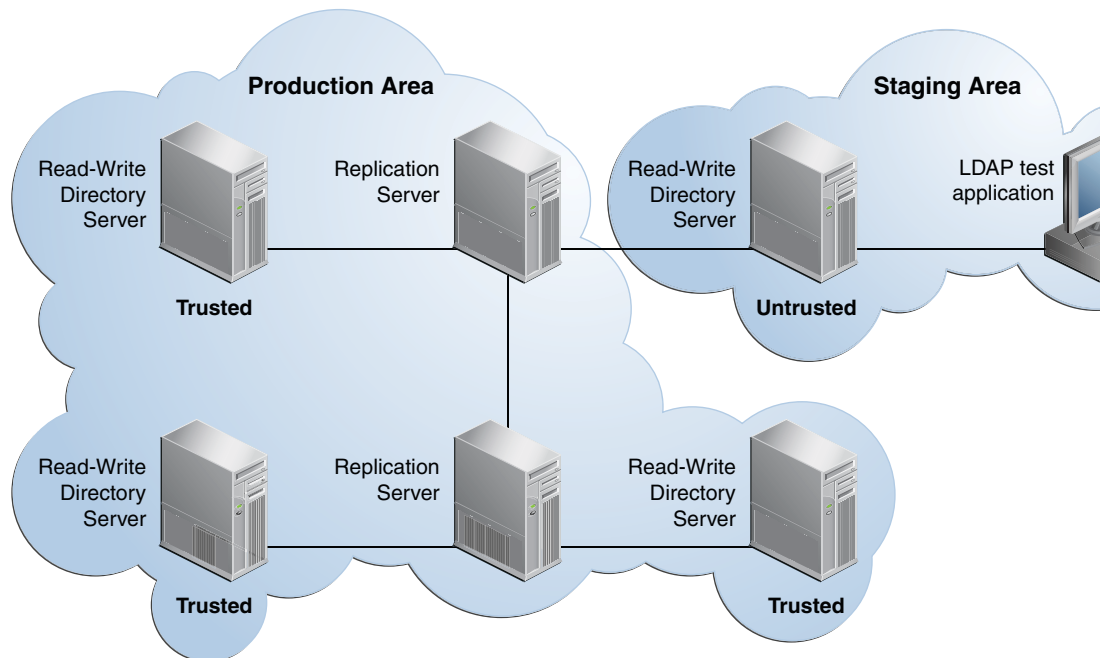 Production Area
Staging Area
Read-Write
Directory
Server
Replication
Server
Read-Write
Directory
Server
LDAP test
application
Trusted
Untrusted
Read-Write
Directory
Server
Replication
Server
Read-Write
Directory
Server
Trusted
Trusted